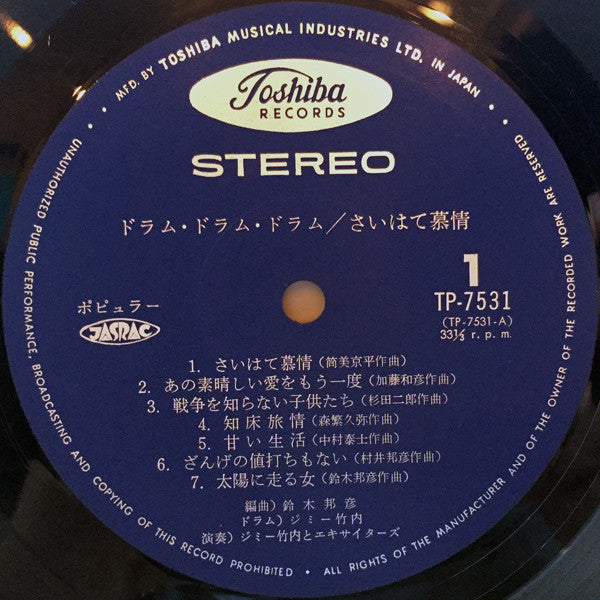 MFD. BY TOSHIBA MUSICAL INDUSTRIES LTD. IN JAPAN
Toshiba
RECORDS
STEREO
ドラム・ドラム・ドラム／さいはて慕情
1
TP-7531
(TP-7531-A)
33⅓ r. p. m.
ポピュラー
JASRAC
1. さいはて慕情(筒美京平作曲)
2. あの素晴しい愛をもう一度(加藤和彦作曲)
3. 戦争を知らない子供たち(杉田二郎作曲)
4. 知床旅情(森繁久弥作曲)
5. 甘い生活(中村泰士作曲)
6. ざんげの値打ちもない(村井邦彦作曲)
7. 太陽に走る女(鈴木邦彦作曲)
編曲)鈴木邦彦
ドラム)ジミー竹内
演奏)ジミー竹内とエキサイターズ
• ALL RIGHTS OF THE MANUFACTURER AND OF THE OWNER OF THE RECORDED WORK ARE RESERVED •
• UNAUTHORIZED PUBLIC PERFORMANCE, BROADCASTING AND COPYING OF THIS RECORD PROHIBITED